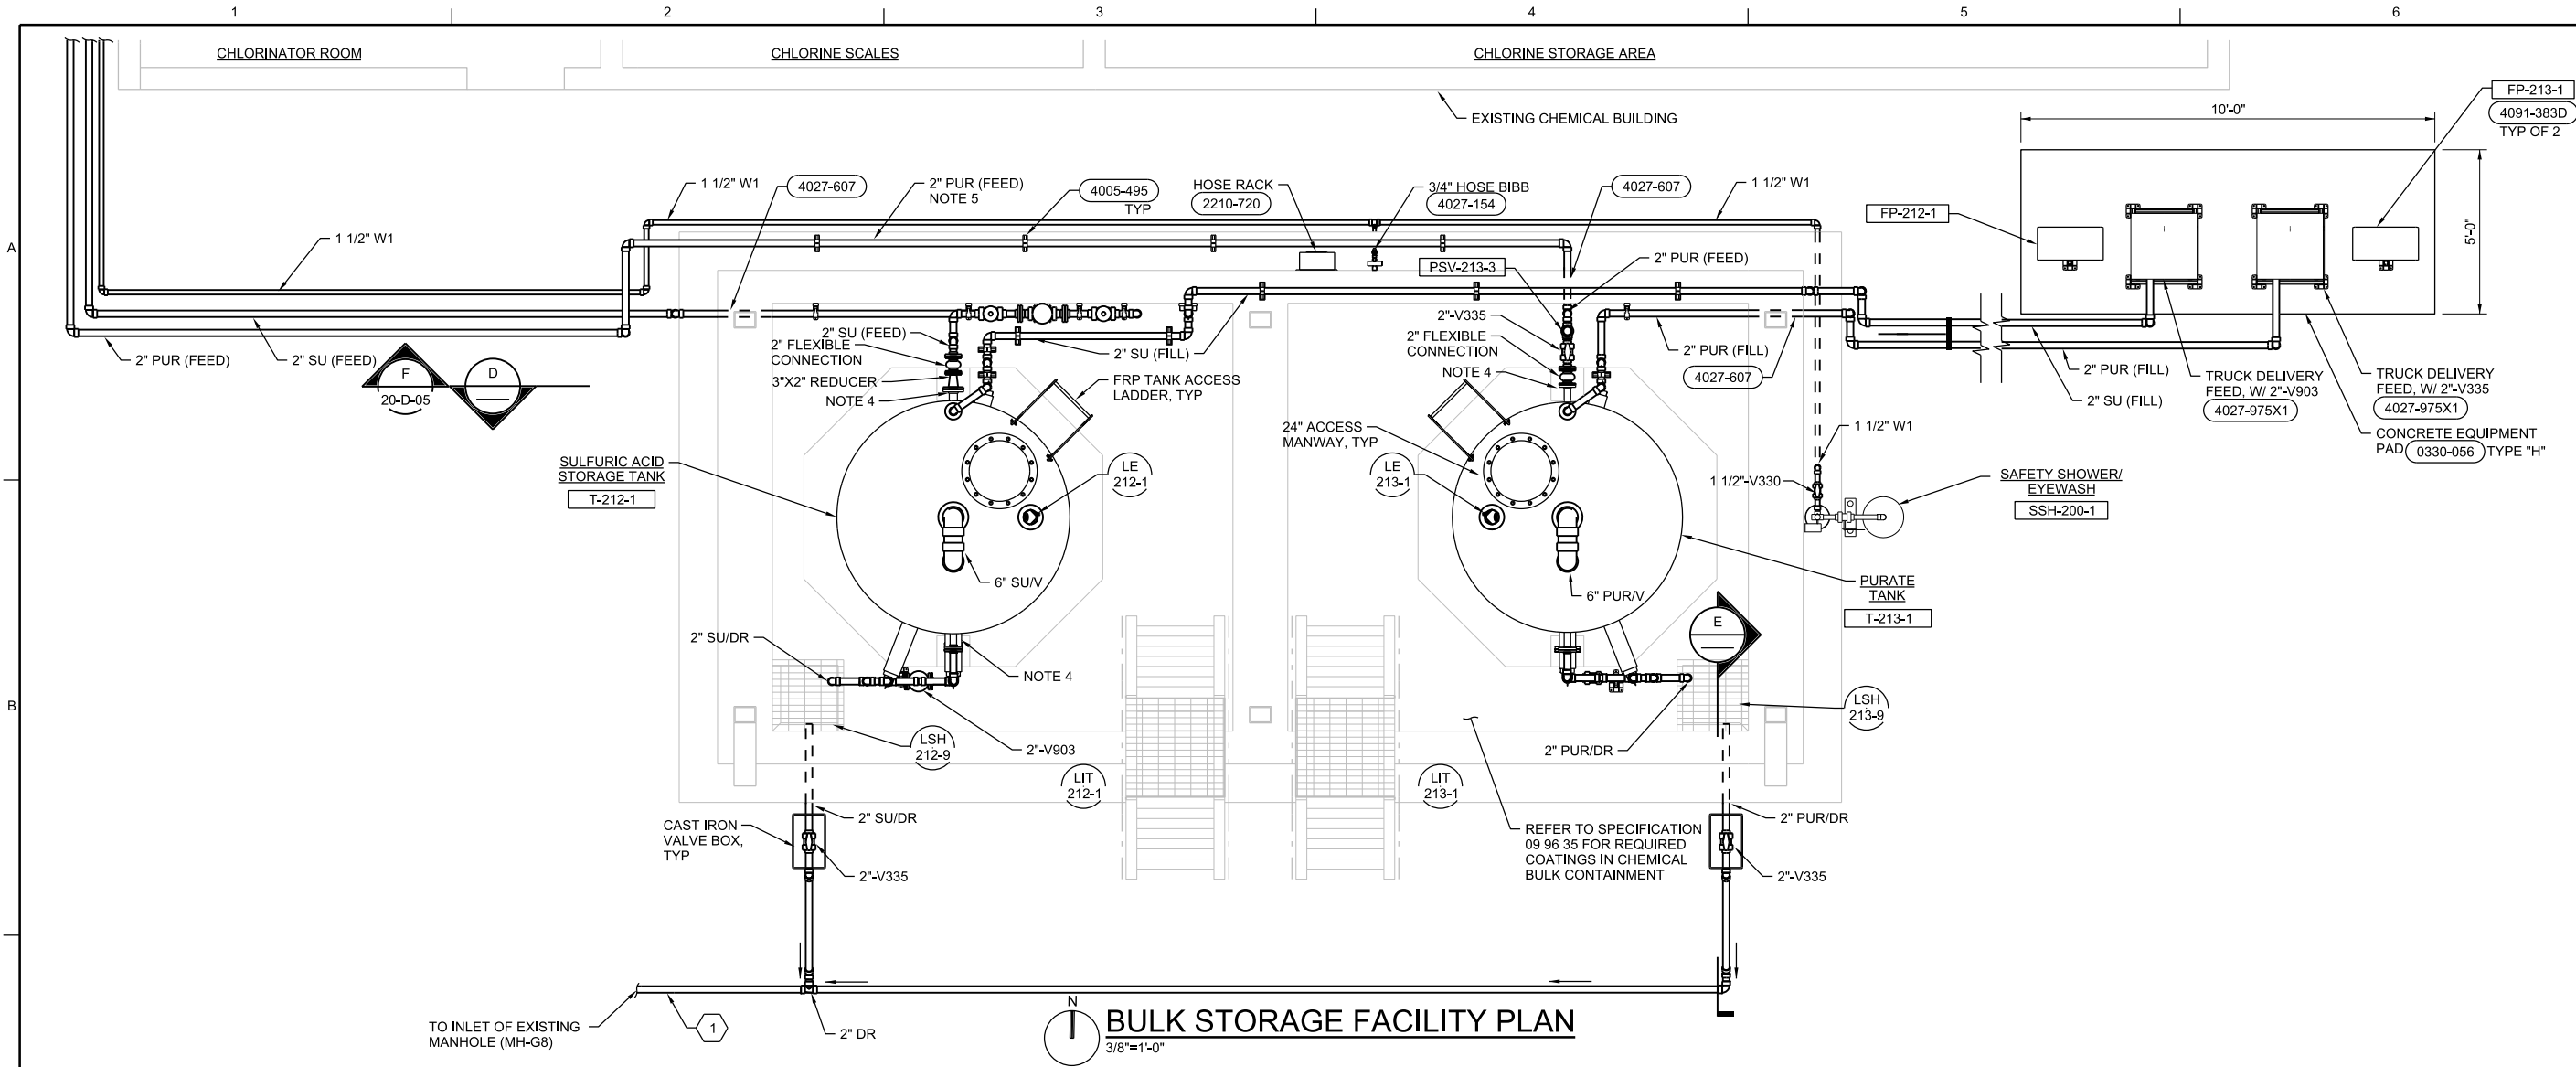 1
2
3
4
5
6
A
B
CHLORINATOR ROOM
CHLORINE SCALES
CHLORINE STORAGE AREA
EXISTING CHEMICAL BUILDING
FP-213-1
4091-383D
TYP OF 2
10'-0"
5'-0"
1 1/2" W1
4027-607
2" PUR (FEED)
NOTE 5
4005-495
TYP
HOSE RACK
2210-720
3/4" HOSE BIBB
4027-154
4027-607
1 1/2" W1
FP-212-1
1 1/2" W1
PSV-213-3
2" PUR (FEED)
2" PUR (FEED)
2" SU (FEED)
F
20-D-05
D
2" SU (FEED)
2" FLEXIBLE
CONNECTION
3"X2" REDUCER
NOTE 4
2" SU (FILL)
FRP TANK ACCESS
LADDER, TYP
2"-V335
2" FLEXIBLE
CONNECTION
NOTE 4
2" PUR (FILL)
4027-607
2" PUR (FILL)
2" SU (FILL)
TRUCK DELIVERY
FEED, W/ 2"-V903
4027-975X1
TRUCK DELIVERY
FEED, W/ 2"-V335
4027-975X1
CONCRETE EQUIPMENT
PAD 0330-056 TYPE "H"
24" ACCESS
MANWAY, TYP
1 1/2" W1
SULFURIC ACID
STORAGE TANK
T-212-1
LE
212-1
LE
213-1
1 1/2"-V330
SAFETY SHOWER/
EYEWASH
SSH-200-1
6" SU/V
6" PUR/V
PURATE
TANK
T-213-1
2" SU/DR
NOTE 4
E
LSH
212-9
2"-V903
LIT
212-1
LIT
213-1
2" PUR/DR
LSH
213-9
CAST IRON
VALVE BOX,
TYP
2" SU/DR
2"-V335
REFER TO SPECIFICATION
09 96 35 FOR REQUIRED
COATINGS IN CHEMICAL
BULK CONTAINMENT
2" PUR/DR
2"-V335
TO INLET OF EXISTING
MANHOLE (MH-G8)
1
2" DR
N
BULK STORAGE FACILITY PLAN
3/8"=1'-0"